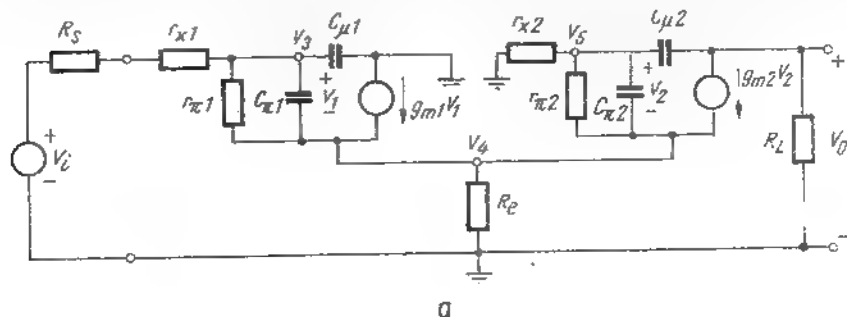 R_s
r_x1
V_3
C_μ1
r_π1
C_π1
+
V_1
−
g_m1 V_1
r_x2
V_5
C_μ2
r_π2
C_π2
+
V_2
−
g_m2 V_2
+
R_L
V_0
−
+
V_i
−
V_4
R_e
a